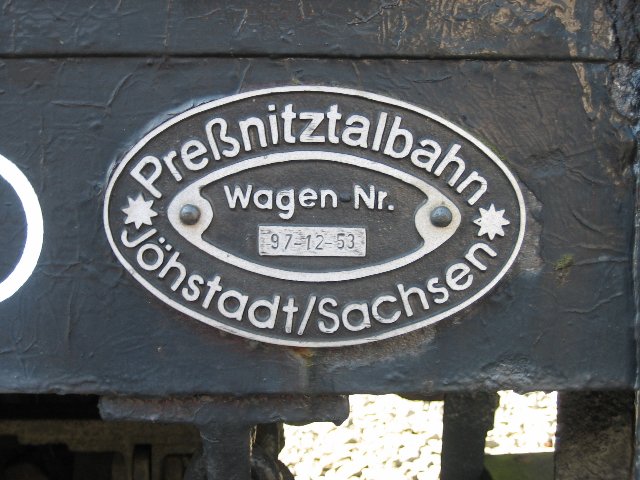 Preßnitztalbahn
Wagen Nr.
97-12-53
Jöhstadt/Sachsen